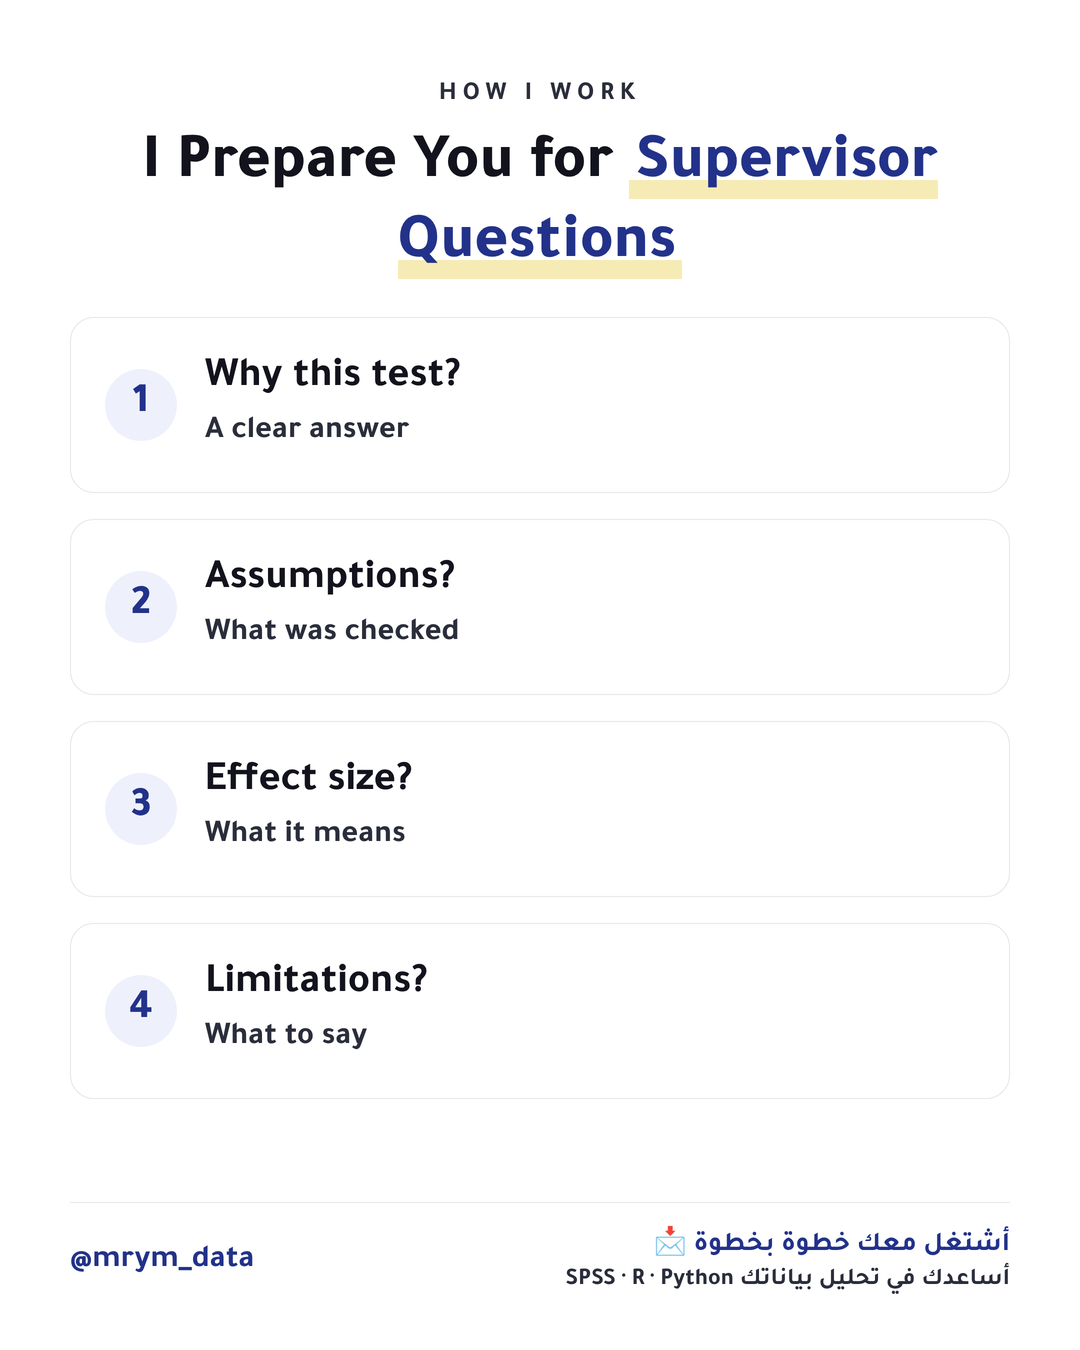 HOW I WORK
I Prepare You for Supervisor
Questions
1
Why this test?
A clear answer
2
Assumptions?
What was checked
3
Effect size?
What it means
4
Limitations?
What to say
@mrym_data
أشتغل معك خطوة بخطوة 📩
أساعدك في تحليل بياناتك SPSS · R · Python